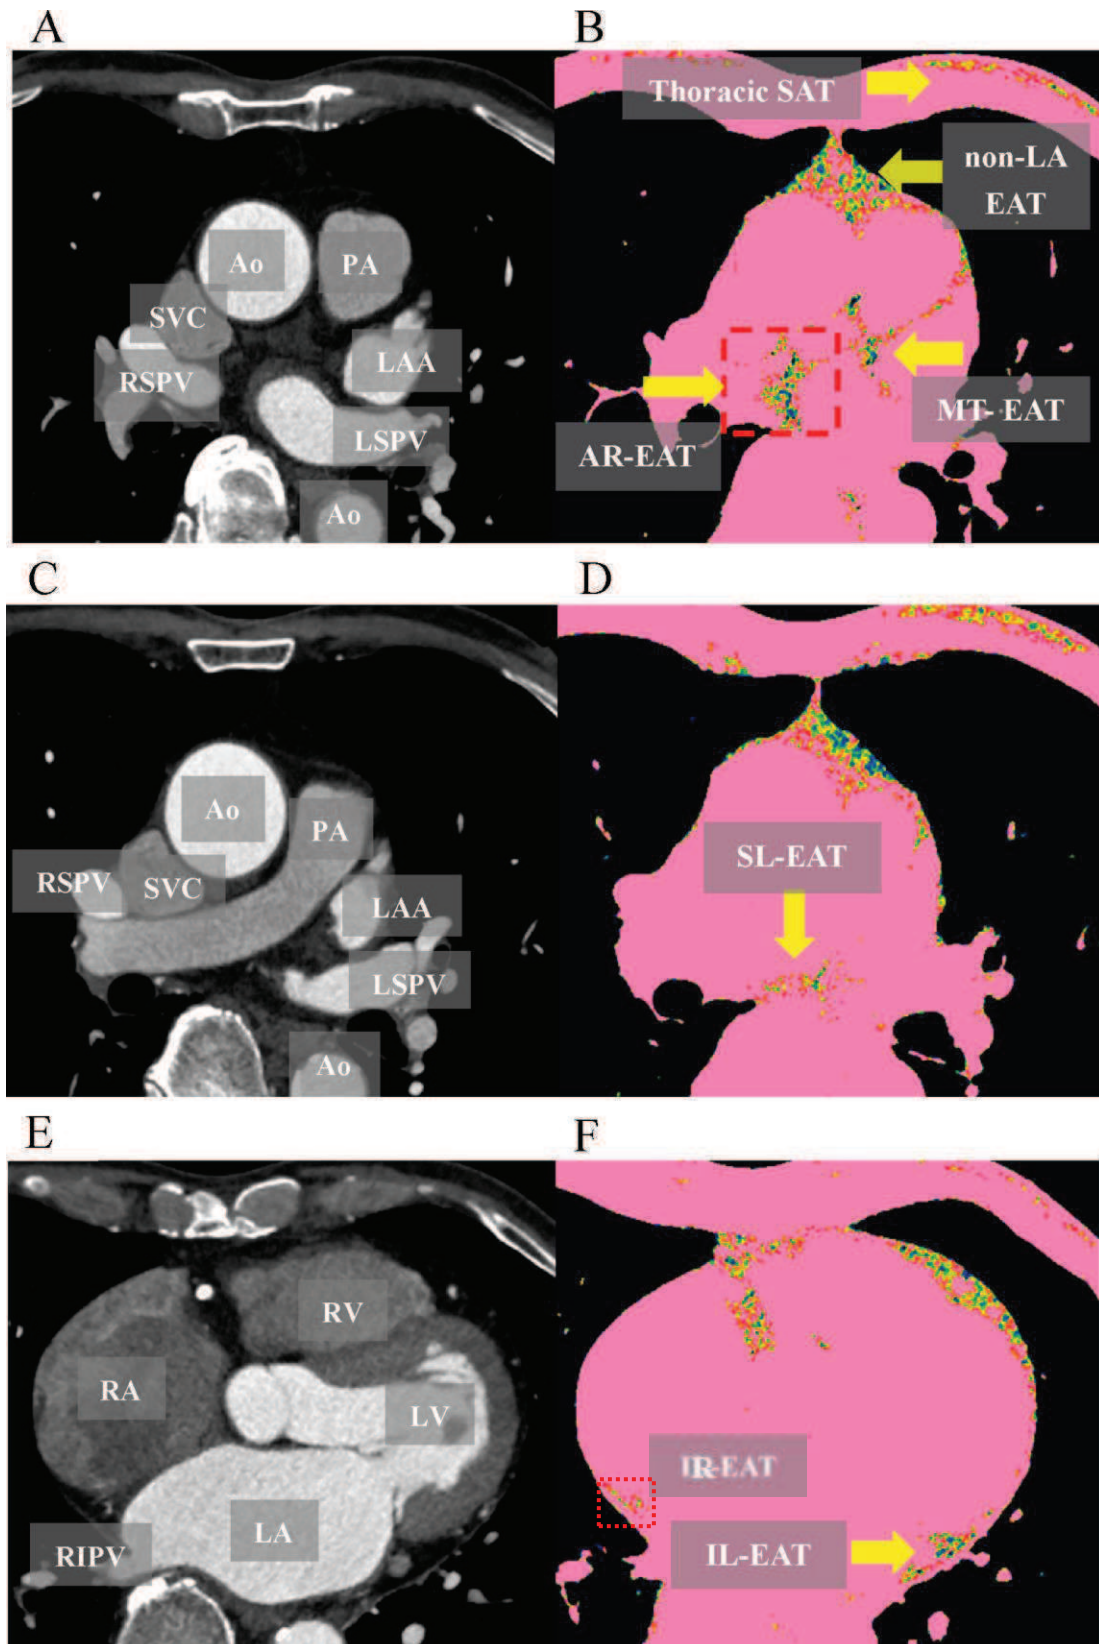 A
B
Thoracic SAT
non-LA
EAT
Ao
PA
SVC
LAA
RSPV
LSPV
MT- EAT
AR-EAT
Ao
C
D
Ao
PA
SL-EAT
RSPV
SVC
LAA
LSPV
Ao
E
F
RV
RA
LV
IR-EAT
LA
RIPV
IL-EAT